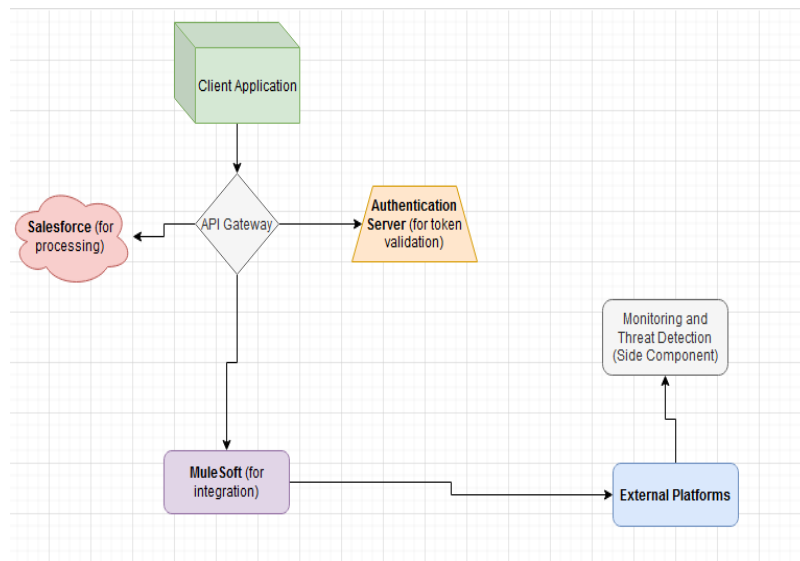 Client Application
API Gateway
Salesforce (for
processing)
Authentication
Server (for token
validation)
Monitoring and
Threat Detection
(Side Component)
MuleSoft (for
integration)
External Platforms